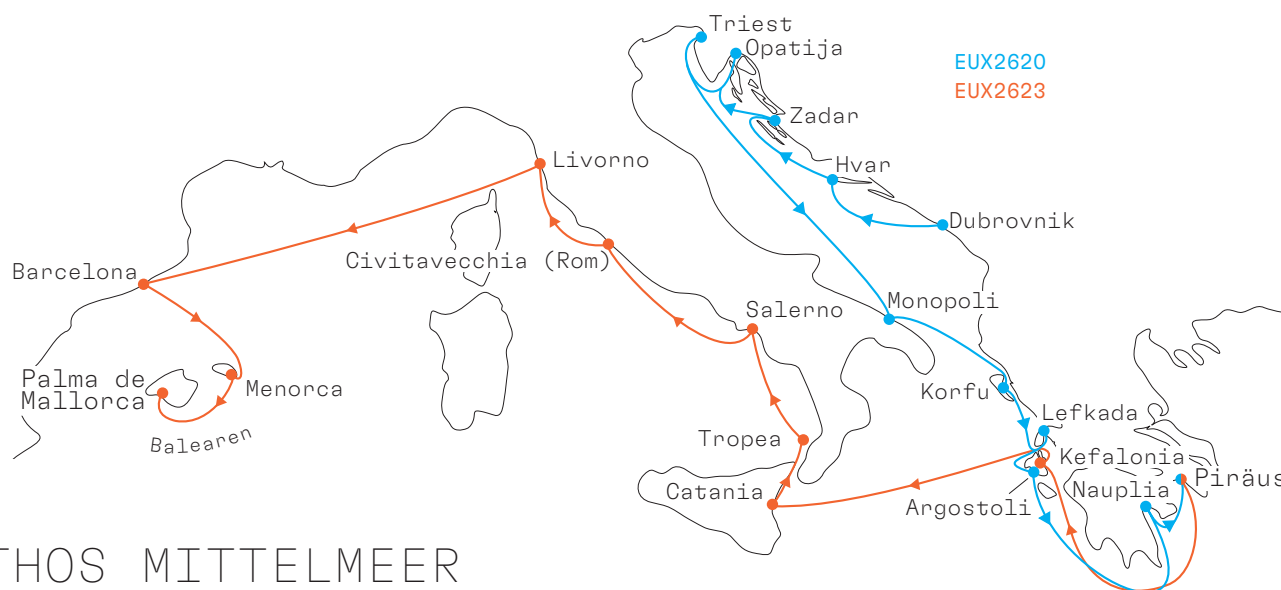 Triest
Opatija
EUX2620
EUX2623
Zadar
Livorno
Hvar
Dubrovnik
Civitavecchia (Rom)
Barcelona
Salerno
Monopoli
Palma de
Mallorca
Menorca
Korfu
Balearen
Lefkada
Tropea
Kefalonia
Piräus
Catania
Nauplia
Argostoli
THOS MITTELMEER